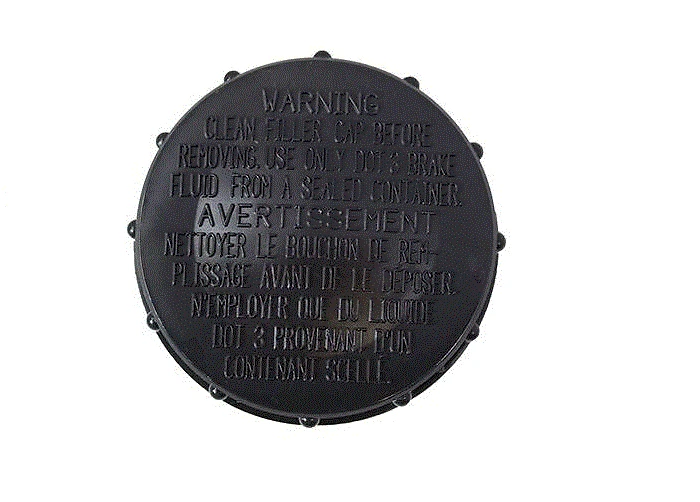 WARNING
CLEAN FILLER CAP BEFORE
REMOVING. USE ONLY DOT 3 BRAKE
FLUID FROM A SEALED CONTAINER.
AVERTISSEMENT
NETTOYER LE BOUCHON DE REM-
PLISSAGE AVANT DE LE DÉPOSER.
N'EMPLOYER QUE DU LIQUIDE
DOT 3 PROVENANT D'UN
CONTENANT SCELLÉ.